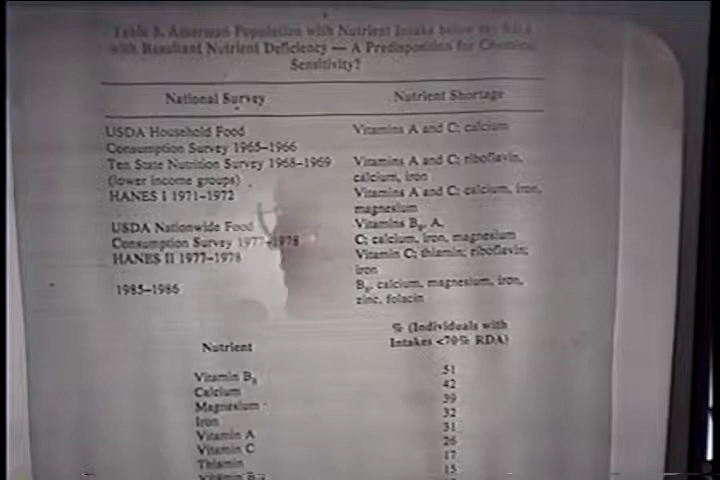 Table 3. American Population with Nutrient Intake below the RDA
with Resultant Nutrient Deficiency — A Predisposition for Chemical
Sensitivity?
National Survey Nutrient Shortage
USDA Household Food Vitamins A and C; calcium
Consumption Survey 1965–1966
Ten State Nutrition Survey 1968–1969 Vitamins A and C; riboflavin,
(lower income groups) calcium, iron
HANES I 1971–1972 Vitamins A and C; calcium, iron,
magnesium
USDA Nationwide Food Vitamins B₆, A,
Consumption Survey 1977–1978 C; calcium, iron, magnesium
HANES II 1977–1978 Vitamin C; thiamin; riboflavin;
iron
1985–1986 B₆, calcium, magnesium, iron,
zinc, folacin
% (Individuals with
Nutrient Intakes <70% RDA)
Vitamin B₆ 51
Calcium 42
Magnesium 39
Iron 32
Vitamin A 31
Vitamin C 26
Thiamin 17
Vitamin 15